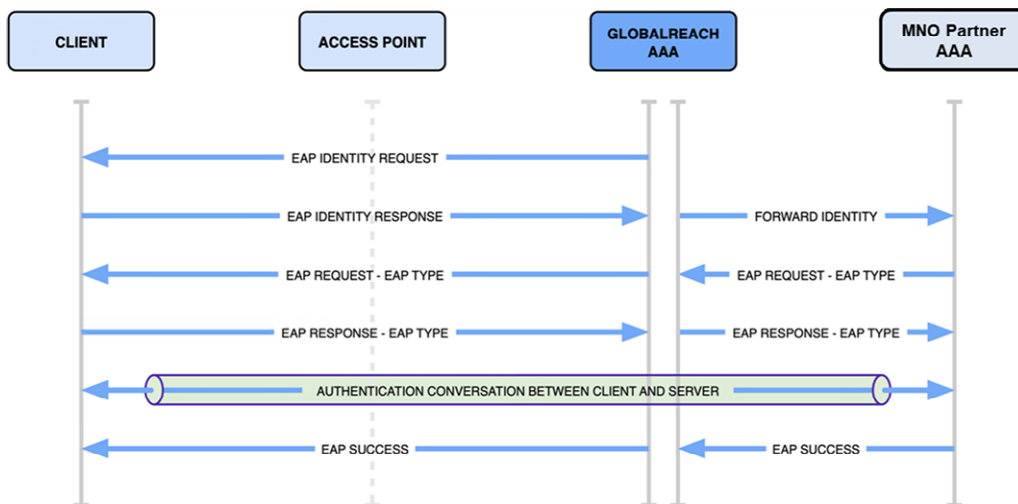 CLIENT
ACCESS POINT
GLOBALREACH
AAA
MNO Partner
AAA
EAP IDENTITY REQUEST
EAP IDENTITY RESPONSE
FORWARD IDENTITY
EAP REQUEST - EAP TYPE
EAP REQUEST - EAP TYPE
EAP RESPONSE - EAP TYPE
EAP RESPONSE - EAP TYPE
AUTHENTICATION CONVERSATION BETWEEN CLIENT AND SERVER
EAP SUCCESS
EAP SUCCESS